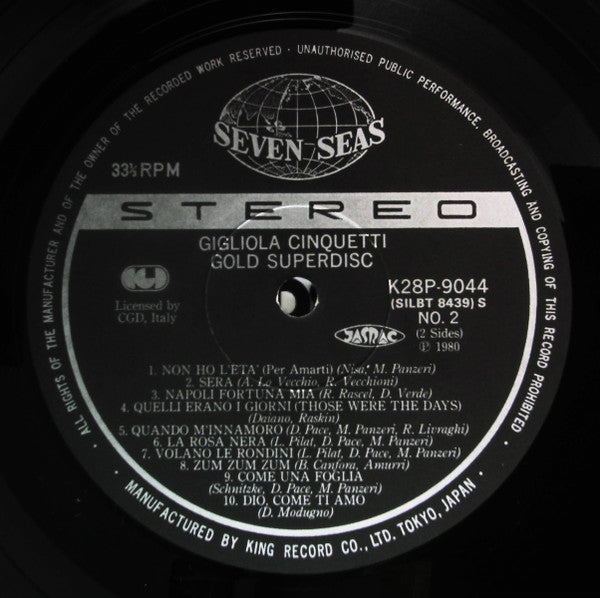 ALL RIGHTS OF THE MANUFACTURER AND OF THE OWNER OF THE RECORDED WORK RESERVED · UNAUTHORISED PUBLIC PERFORMANCE, BROADCASTING AND COPYING OF THIS RECORD PROHIBITED ·
SEVEN SEAS
33⅓ RPM
STEREO
GIGLIOLA CINQUETTI
GOLD SUPERDISC
Licensed by
CGD, Italy
K28P-9044
(SILBT 8439) S
NO. 2
JASRAC
(2 Sides)
℗ 1980
1. NON HO L'ETA' (Per Amarti) (Nisa, M. Panzeri)
2. SERA (A. Lo Vecchio, R. Vecchioni)
3. NAPOLI FORTUNA MIA (R. Rascel, D. Verde)
4. QUELLI ERANO I GIORNI (THOSE WERE THE DAYS)
(Daiano, Raskin)
5. QUANDO M'INNAMORO (D. Pace, M. Panzeri, R. Livraghi)
6. LA ROSA NERA (L. Pilat, D. Pace, M. Panzeri)
7. VOLANO LE RONDINI (L. Pilat, D. Pace, M. Panzeri)
8. ZUM ZUM ZUM (B. Canfora, Amurri)
9. COME UNA FOGLIA
(Schnitzke, D. Pace, M. Panzeri)
10. DIO, COME TI AMO
(D. Modugno)
· MANUFACTURED BY KING RECORD CO., LTD. TOKYO, JAPAN ·